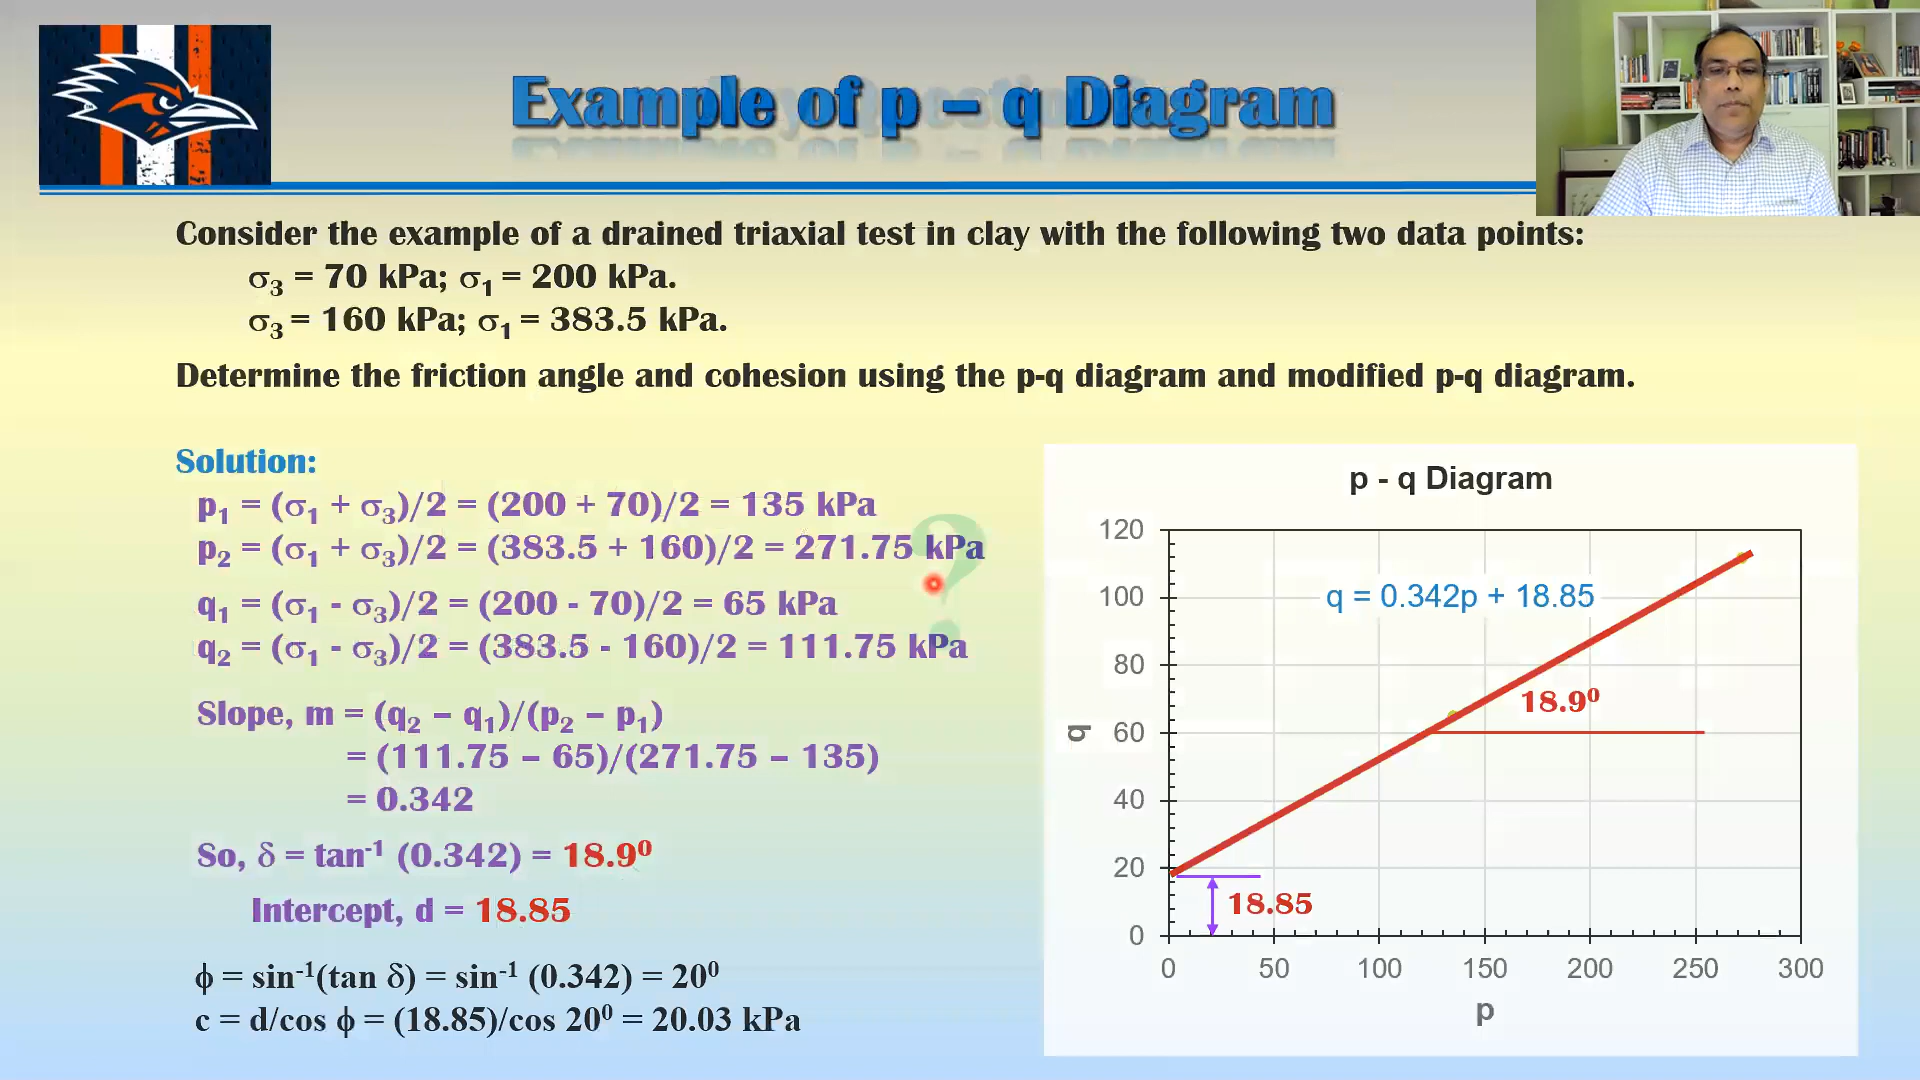 Example of p – q Diagram
Consider the example of a drained triaxial test in clay with the following two data points:
σ₃ = 70 kPa; σ₁ = 200 kPa.
σ₃ = 160 kPa; σ₁ = 383.5 kPa.
Determine the friction angle and cohesion using the p-q diagram and modified p-q diagram.
Solution:
p₁ = (σ₁ + σ₃)/2 = (200 + 70)/2 = 135 kPa
p₂ = (σ₁ + σ₃)/2 = (383.5 + 160)/2 = 271.75 kPa
?
q₁ = (σ₁ - σ₃)/2 = (200 - 70)/2 = 65 kPa
q₂ = (σ₁ - σ₃)/2 = (383.5 - 160)/2 = 111.75 kPa
Slope, m = (q₂ – q₁)/(p₂ – p₁)
= (111.75 – 65)/(271.75 – 135)
= 0.342
So, δ = tan⁻¹ (0.342) = 18.9⁰
Intercept, d = 18.85
ϕ = sin⁻¹(tan δ) = sin⁻¹ (0.342) = 20⁰
c = d/cos ϕ = (18.85)/cos 20⁰ = 20.03 kPa
p - q Diagram
120
100
80
60
40
20
0
q
q = 0.342p + 18.85
18.9⁰
18.85
0 50 100 150 200 250 300
p